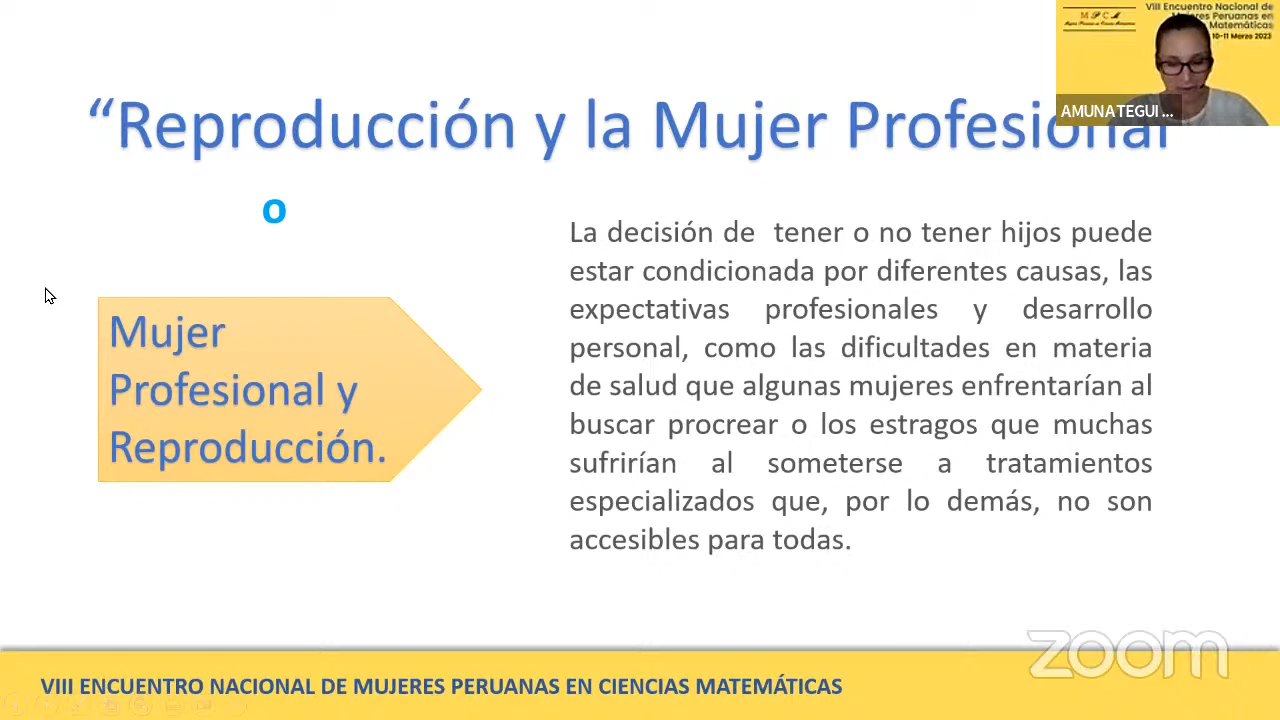 VIII Encuentro Nacional de
Mujeres Peruanas en
Matemáticas
10-11 Marzo 2023
AMUNATEGUI ...
“Reproducción y la Mujer Profesional
o
Mujer
Profesional y
Reproducción.
La decisión de tener o no tener hijos puede
estar condicionada por diferentes causas, las
expectativas profesionales y desarrollo
personal, como las dificultades en materia
de salud que algunas mujeres enfrentarían al
buscar procrear o los estragos que muchas
sufrirían al someterse a tratamientos
especializados que, por lo demás, no son
accesibles para todas.
zoom
VIII ENCUENTRO NACIONAL DE MUJERES PERUANAS EN CIENCIAS MATEMÁTICAS